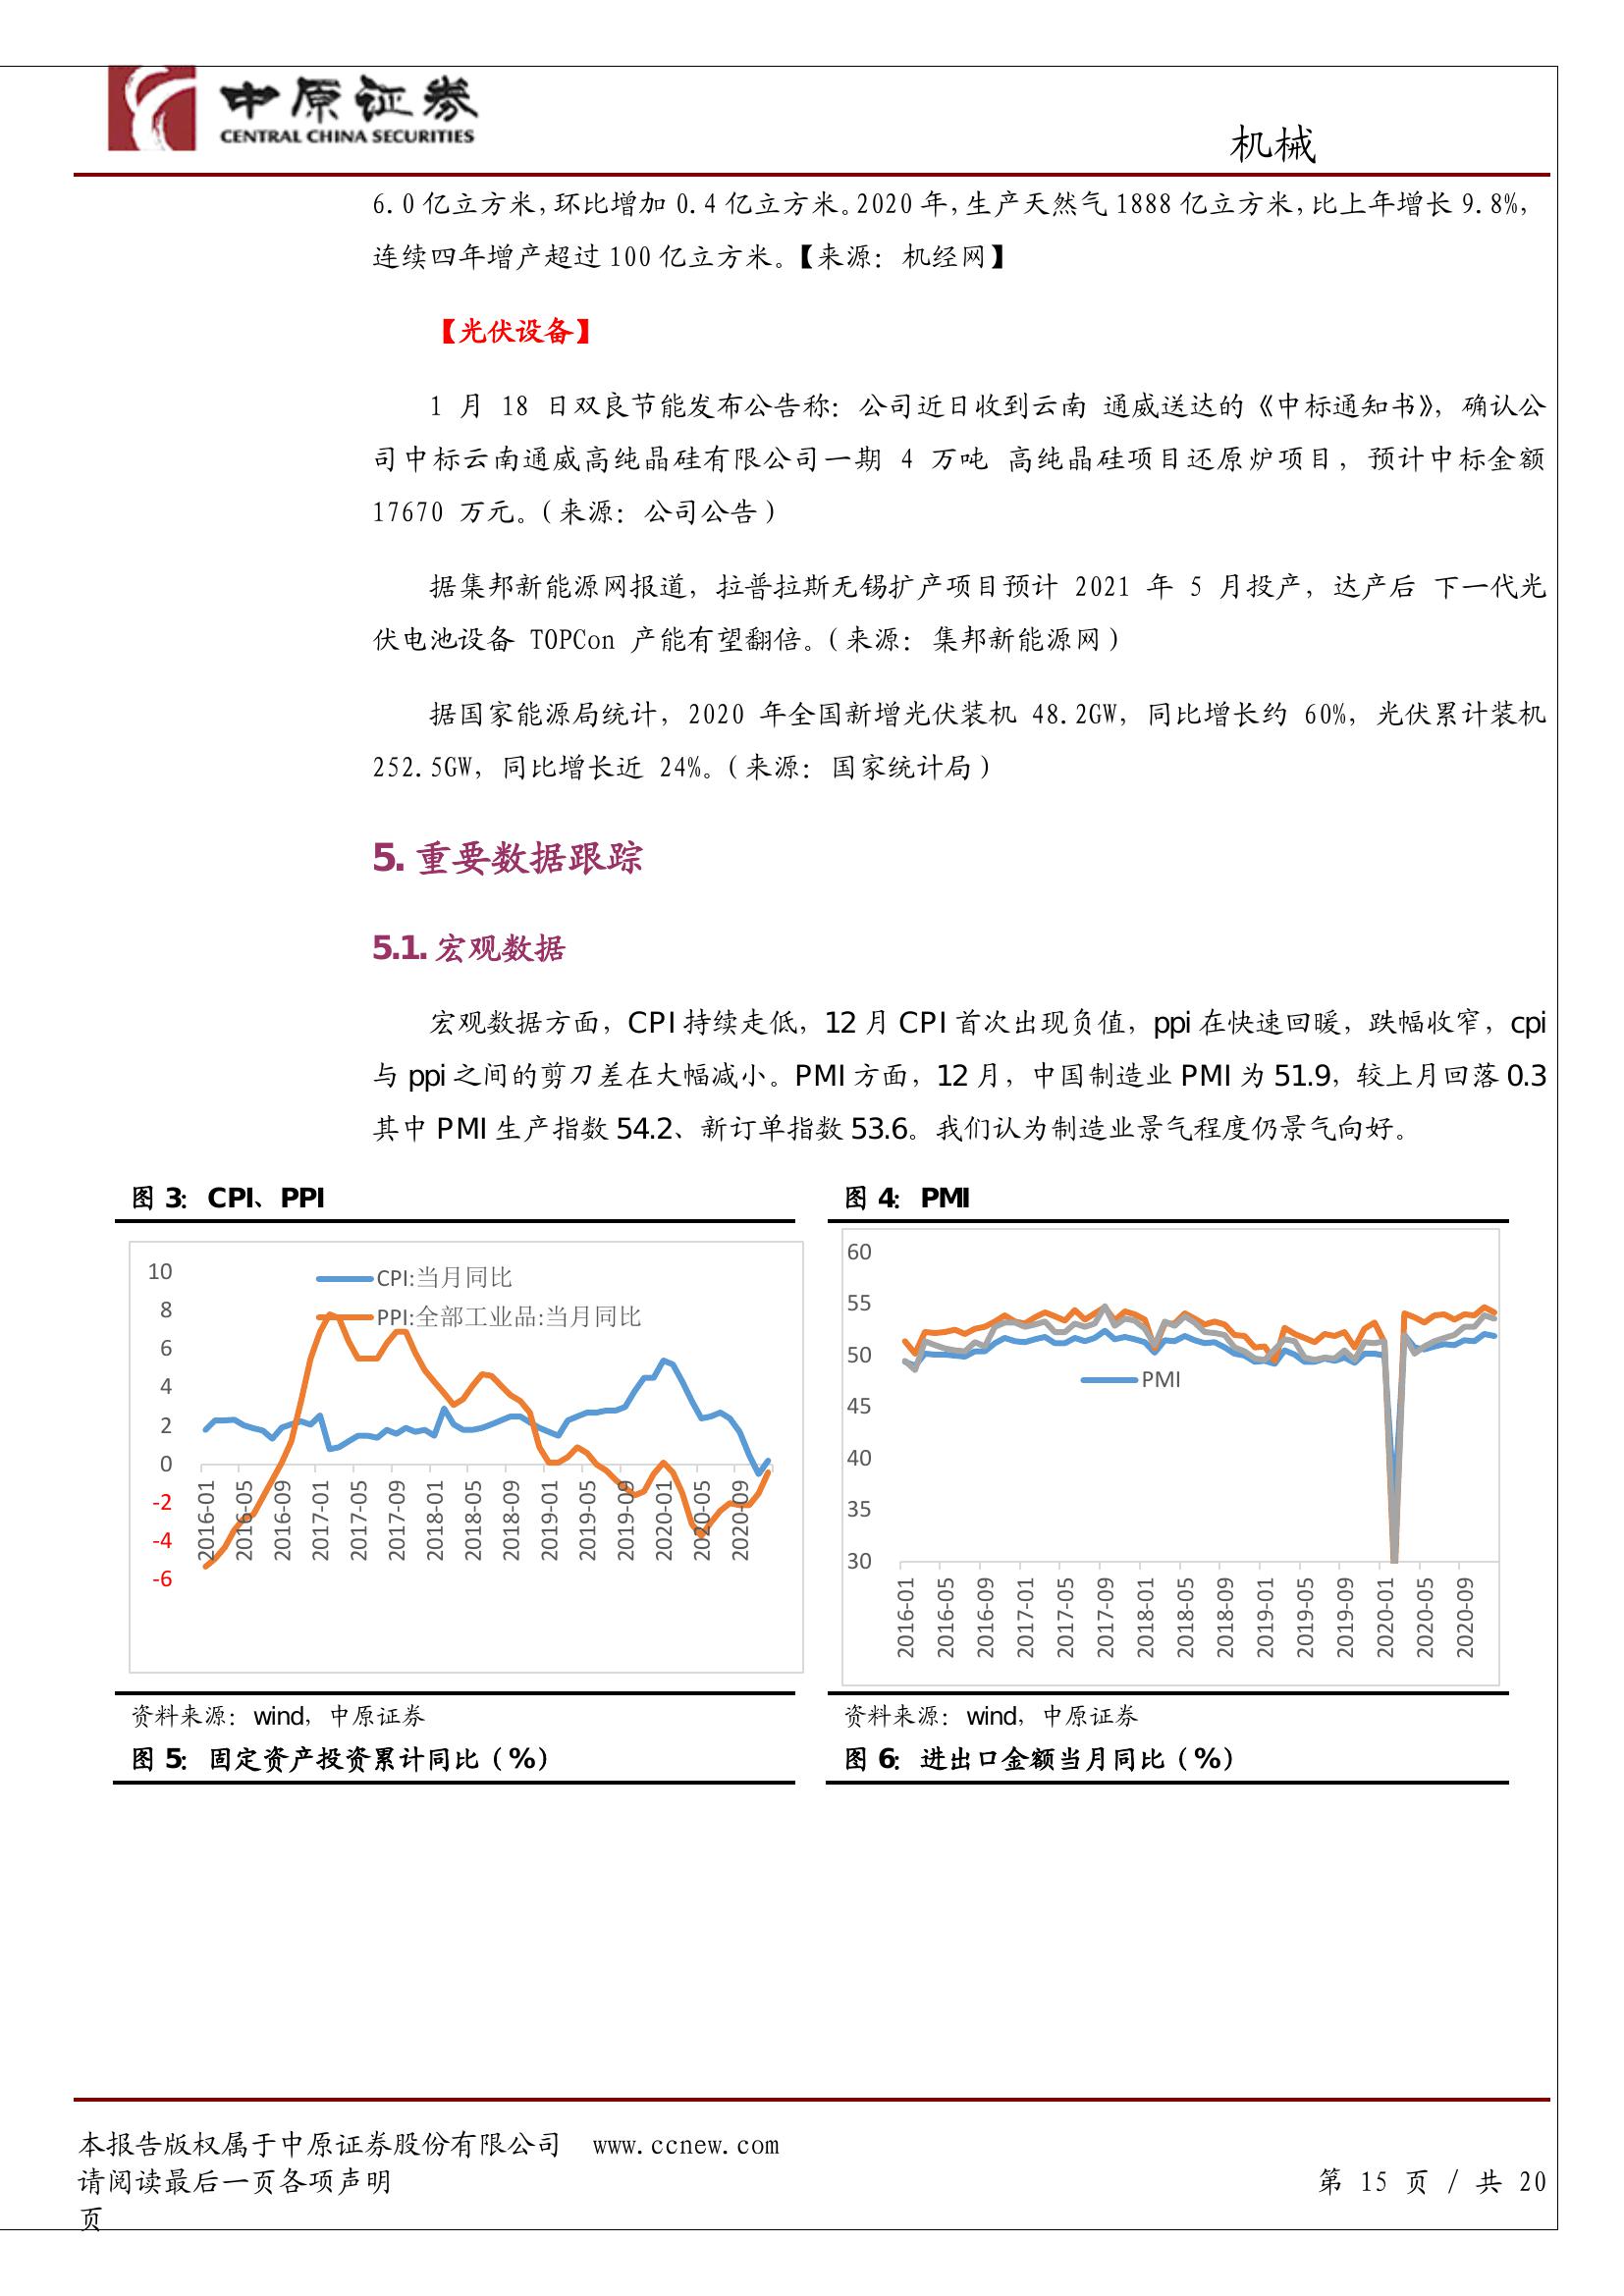 中原证券
CENTRAL CHINA SECURITIES
机械
6.0亿立方米,环比增加0.4亿立方米。2020年,生产天然气1888亿立方米,比上年增长9.8%,
连续四年增产超过100亿立方米。【来源：机经网】
【光伏设备】
1 月 18 日双良节能发布公告称：公司近日收到云南 通威送达的《中标通知书》，确认公
司中标云南通威高纯晶硅有限公司一期 4 万吨 高纯晶硅项目还原炉项目，预计中标金额
17670 万元。（来源：公司公告）
据集邦新能源网报道，拉普拉斯无锡扩产项目预计 2021 年 5 月投产，达产后 下一代光
伏电池设备 TOPCon 产能有望翻倍。（来源：集邦新能源网）
据国家能源局统计，2020 年全国新增光伏装机 48.2GW，同比增长约 60%，光伏累计装机
252.5GW，同比增长近 24%。（来源：国家统计局）
5. 重要数据跟踪
5.1. 宏观数据
宏观数据方面，CPI 持续走低，12 月 CPI 首次出现负值，ppi 在快速回暖，跌幅收窄，cpi
与 ppi 之间的剪刀差在大幅减小。PMI 方面，12 月，中国制造业 PMI 为 51.9，较上月回落 0.3
其中 PMI 生产指数 54.2、新订单指数 53.6。我们认为制造业景气程度仍景气向好。
图 3： CPI、PPI
10
8
6
4
2
0
-2
-4
-6
CPI:当月同比
PPI:全部工业品:当月同比
2016-01
2016-05
2016-09
2017-01
2017-05
2017-09
2018-01
2018-05
2018-09
2019-01
2019-05
2019-09
2020-01
2020-05
2020-09
资料来源：wind，中原证券
图 4： PMI
60
55
50
45
40
35
30
PMI
2016-01
2016-05
2016-09
2017-01
2017-05
2017-09
2018-01
2018-05
2018-09
2019-01
2019-05
2019-09
2020-01
2020-05
2020-09
资料来源：wind，中原证券
图 5： 固定资产投资累计同比（%）
图 6： 进出口金额当月同比（%）
本报告版权属于中原证券股份有限公司 www.ccnew.com
请阅读最后一页各项声明
第 15 页 / 共 20
页